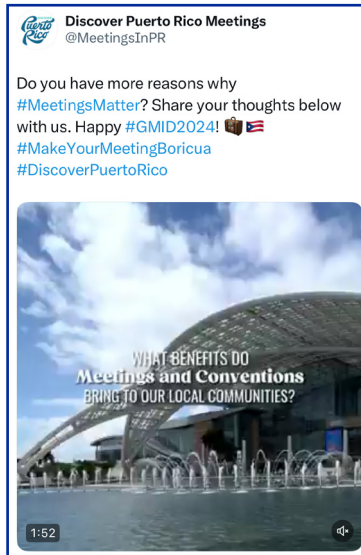 Puerto
Rico
Discover Puerto Rico Meetings
@MeetingsInPR
Do you have more reasons why
#MeetingsMatter? Share your thoughts below
with us. Happy #GMID2024! 🧳🇵🇷
#MakeYourMeetingBoricua
#DiscoverPuertoRico
WHAT BENEFITS DO
Meetings and Conventions
BRING TO OUR LOCAL COMMUNITIES?
1:52